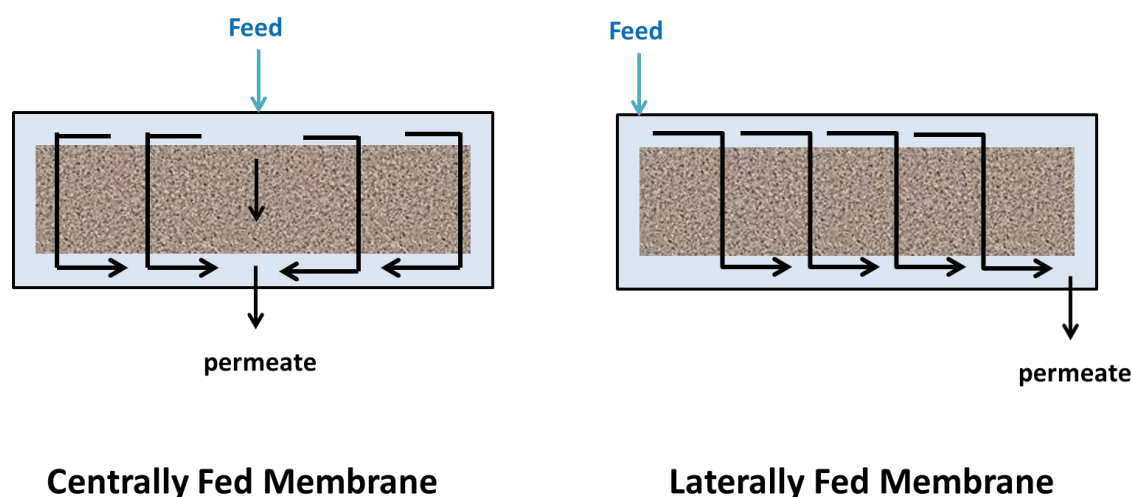 Feed
permeate
Centrally Fed Membrane
Feed
permeate
Laterally Fed Membrane